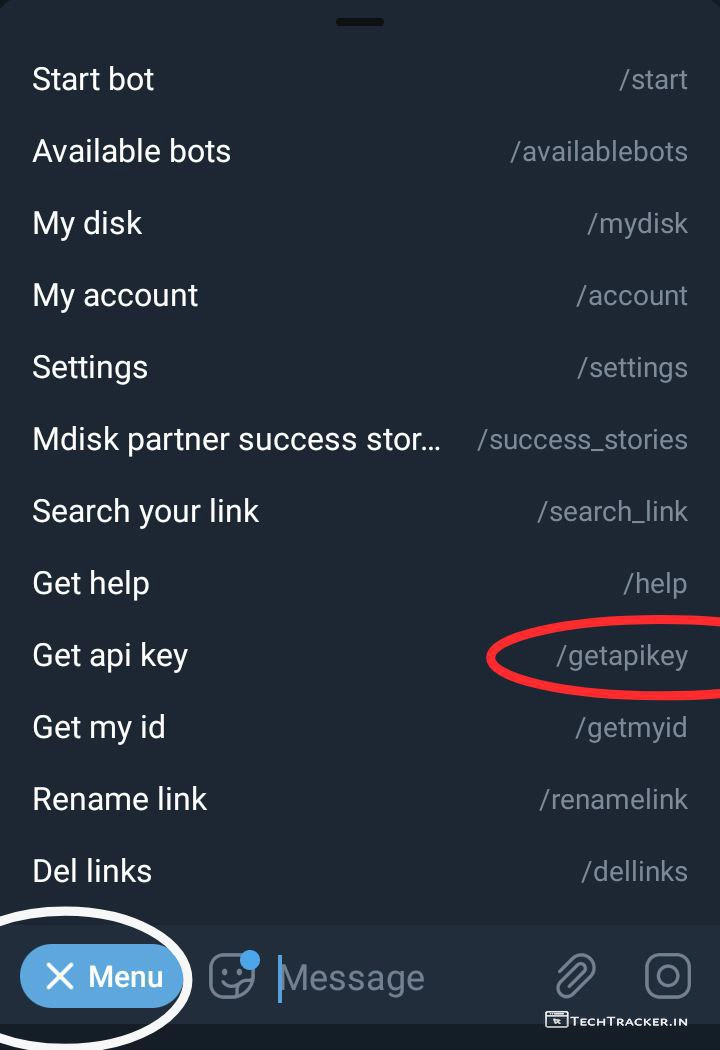 Start bot /start
Available bots /availablebots
My disk /mydisk
My account /account
Settings /settings
Mdisk partner success stor... /success_stories
Search your link /search_link
Get help /help
Get api key /getapikey
Get my id /getmyid
Rename link /renamelink
Del links /dellinks
Menu Message
TECHTRACKER.IN